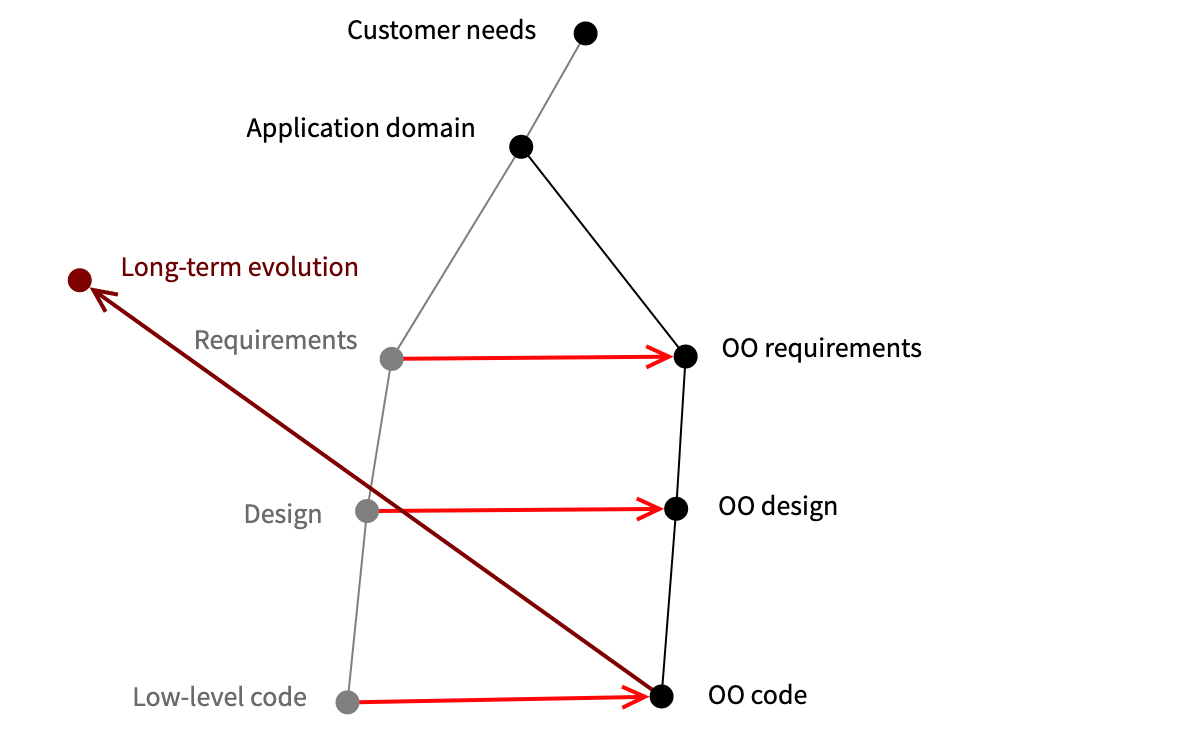 Customer needs
Application domain
Long-term evolution
Requirements
OO requirements
Design
OO design
Low-level code
OO code